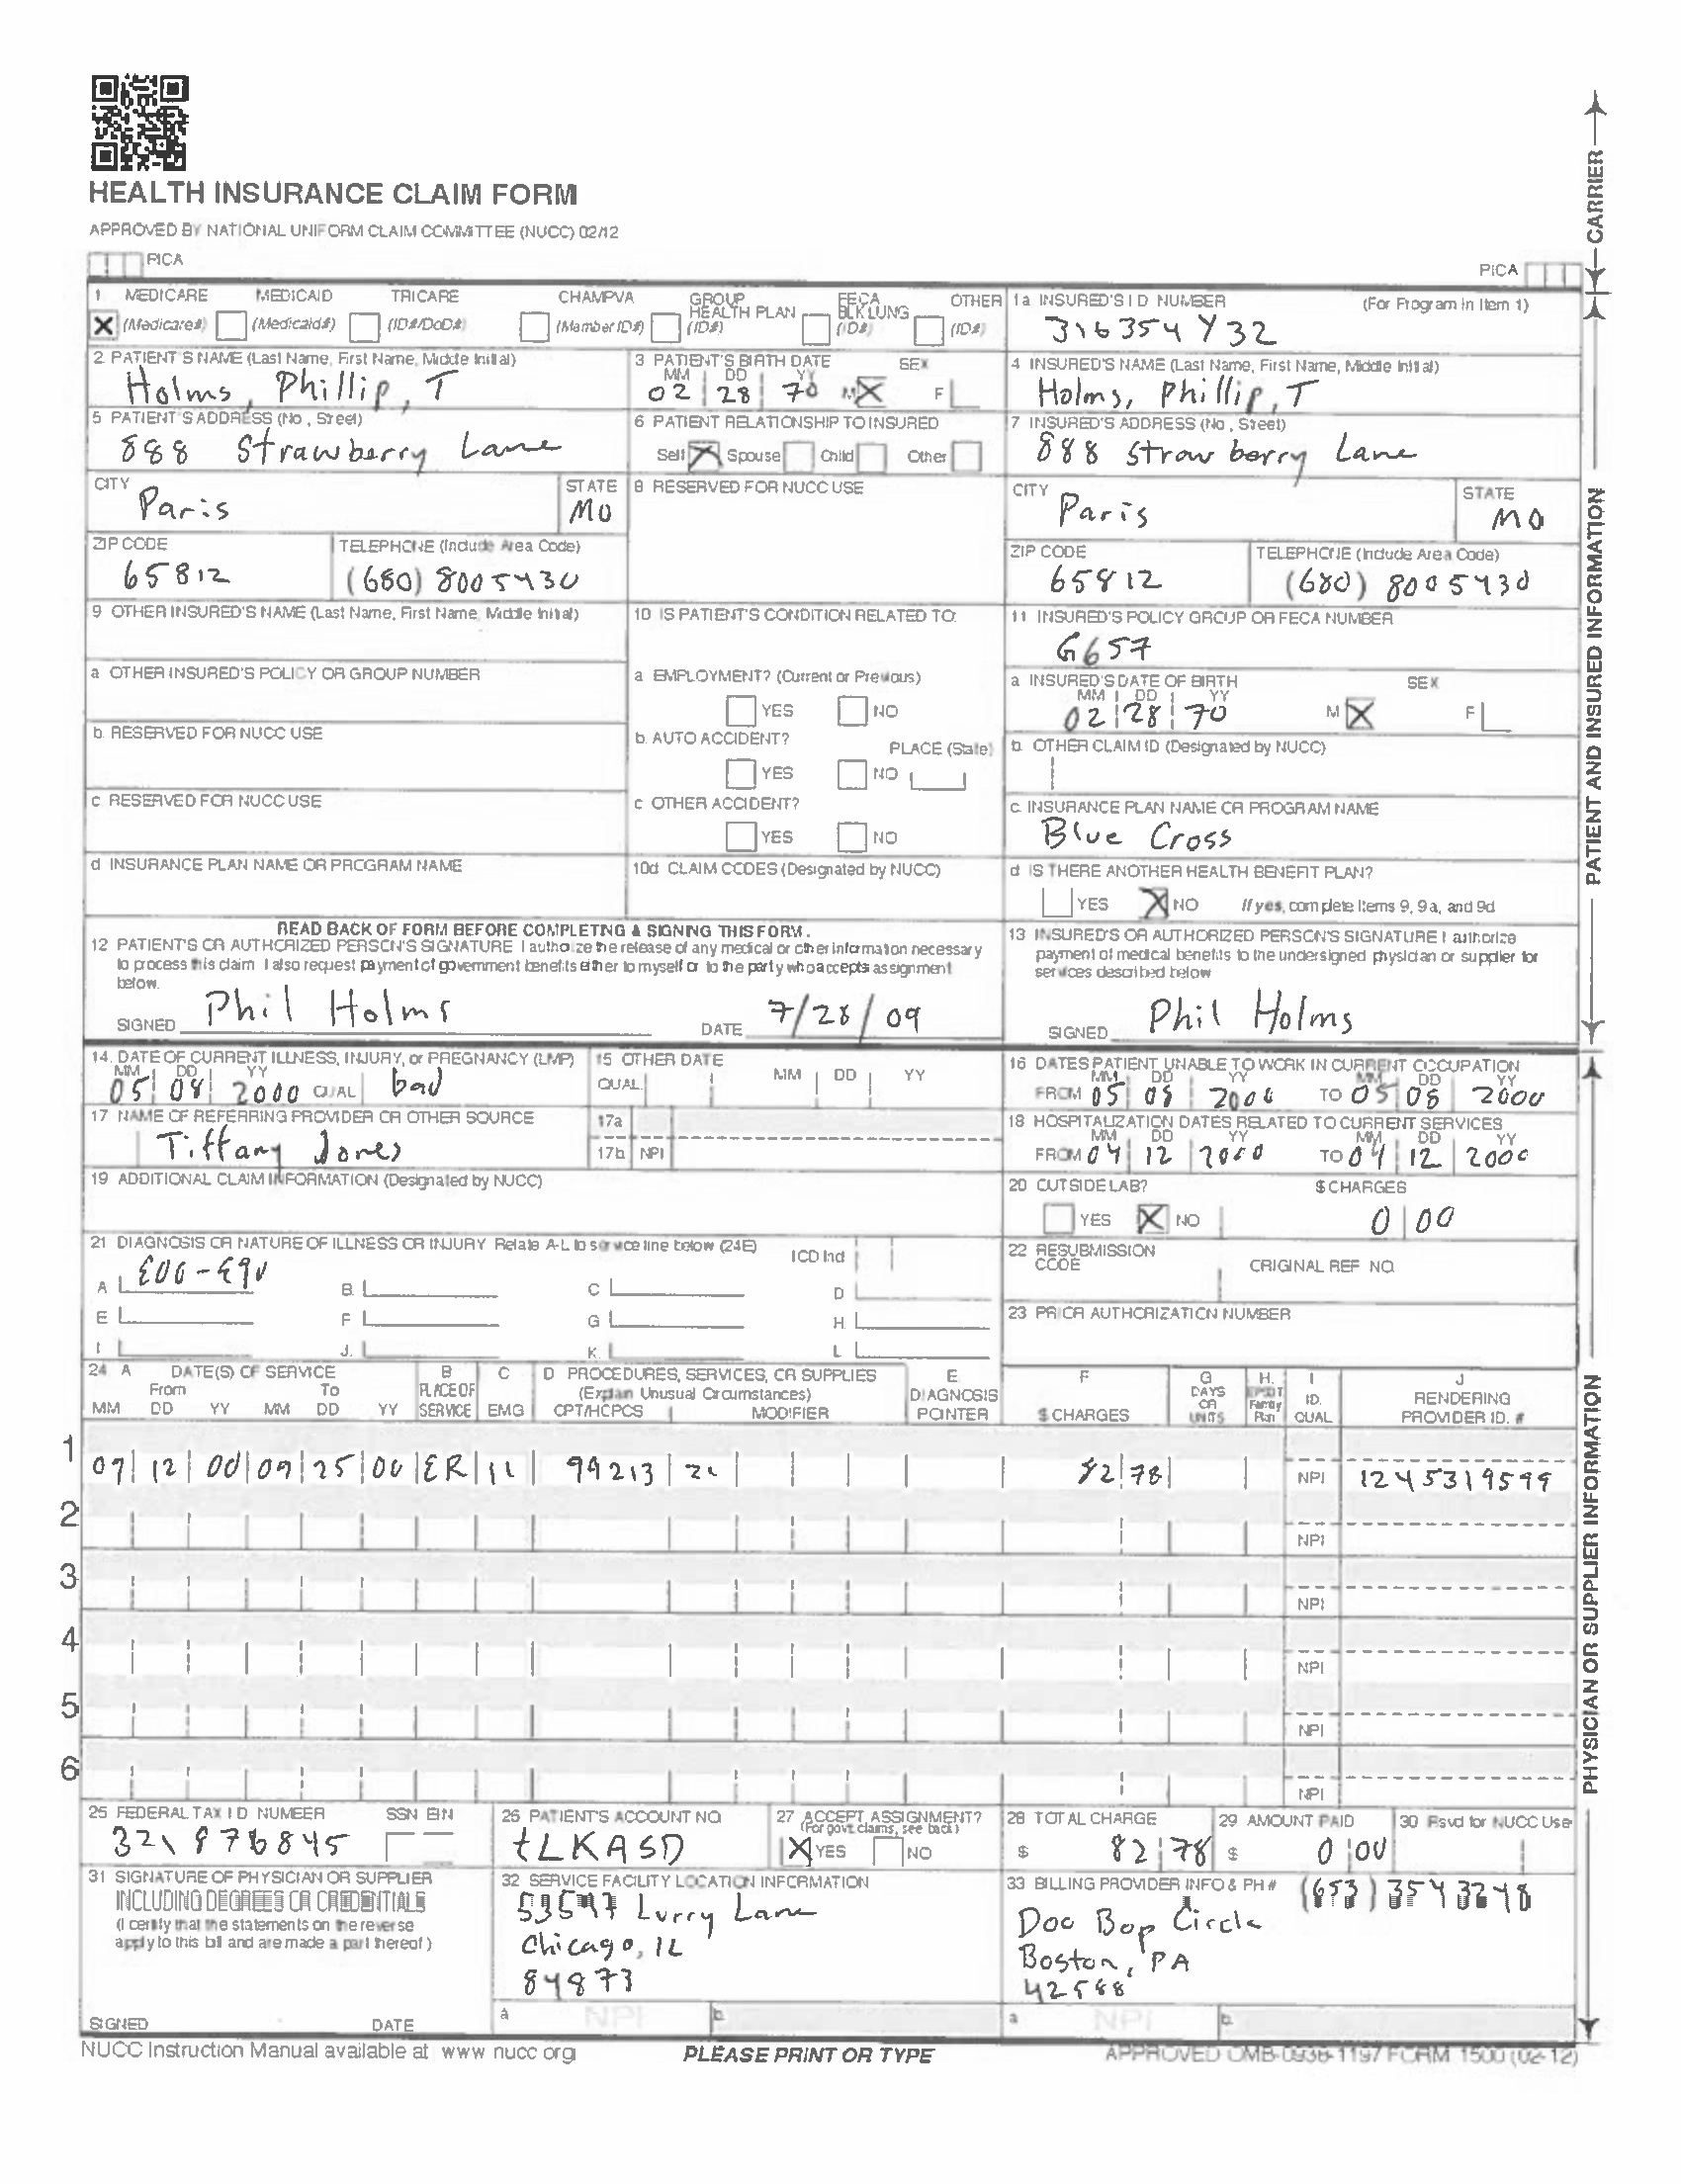 HEALTH INSURANCE CLAIM FORM
APPROVED BY NATIONAL UNIFORM CLAIM COMMITTEE (NUCC) 02/12
PICA
PICA
CARRIER
1 MEDICARE MEDICAID TRICARE CHAMPVA GROUP HEALTH PLAN FECA BLK LUNG OTHER
X (Medicare#) (Medicaid#) (ID#/DoD#) (Member ID#) (ID#) (ID#) (ID#)
1a INSURED'S I D NUMBER (For Program in Item 1)
316354Y32
2 PATIENT'S NAME (Last Name, First Name, Middle Initial)
Holms, Phillip, T
3 PATIENT'S BIRTH DATE SEX
MM DD YY
02 28 70 M X F
4 INSURED'S NAME (Last Name, First Name, Middle Initial)
Holms, Phillip, T
5 PATIENT'S ADDRESS (No , Street)
888 Strawberry Lane
6 PATIENT RELATIONSHIP TO INSURED
Self X Spouse Child Other
7 INSURED'S ADDRESS (No , Street)
888 Strawberry Lane
CITY STATE
Paris MO
8 RESERVED FOR NUCC USE
CITY STATE
Paris MO
ZIP CODE TELEPHONE (Include Area Code)
65812 (680) 8005430
ZIP CODE TELEPHONE (Include Area Code)
65812 (680) 8005430
9 OTHER INSURED'S NAME (Last Name, First Name, Middle Initial)
10 IS PATIENT'S CONDITION RELATED TO:
11 INSURED'S POLICY GROUP OR FECA NUMBER
G657
a OTHER INSURED'S POLICY OR GROUP NUMBER
a EMPLOYMENT? (Current or Previous)
YES NO
a INSURED'S DATE OF BIRTH SEX
MM DD YY
02 28 70 M X F
b. RESERVED FOR NUCC USE
b. AUTO ACCIDENT? PLACE (State)
YES NO
b. OTHER CLAIM ID (Designated by NUCC)
c RESERVED FOR NUCC USE
c OTHER ACCIDENT?
YES NO
c. INSURANCE PLAN NAME OR PROGRAM NAME
Blue Cross
d INSURANCE PLAN NAME OR PROGRAM NAME
10d CLAIM CODES (Designated by NUCC)
d IS THERE ANOTHER HEALTH BENEFIT PLAN?
YES X NO If yes, complete Items 9, 9a, and 9d
PATIENT AND INSURED INFORMATION
READ BACK OF FORM BEFORE COMPLETING & SIGNING THIS FORM.
12 PATIENT'S OR AUTHORIZED PERSON'S SIGNATURE I authorize the release of any medical or other information necessary
to process this claim I also request payment of government benefits either to myself or to the party who accepts assignment
below.
SIGNED Phil Holms DATE 7/28/09
13 INSURED'S OR AUTHORIZED PERSON'S SIGNATURE I authorize
payment of medical benefits to the undersigned physician or supplier for
services described below
SIGNED Phil Holms
14. DATE OF CURRENT ILLNESS, INJURY, or PREGNANCY (LMP)
MM DD YY
05 08 2000 QUAL bad
15 OTHER DATE
QUAL MM DD YY
16 DATES PATIENT UNABLE TO WORK IN CURRENT OCCUPATION
MM DD YY MM DD YY
FROM 05 08 2000 TO 05 08 2000
17 NAME OF REFERRING PROVIDER OR OTHER SOURCE
Tiffany Jones
17a
17b NPI
18 HOSPITALIZATION DATES RELATED TO CURRENT SERVICES
MM DD YY MM DD YY
FROM 04 12 2000 TO 04 12 2000
19 ADDITIONAL CLAIM INFORMATION (Designated by NUCC)
20 OUTSIDE LAB? $ CHARGES
YES X NO 0 00
21 DIAGNOSIS OR NATURE OF ILLNESS OR INJURY Relate A-L to service line below (24E) ICD Ind
A E00-E90 B. C D
E F G H.
I J. K. L
22 RESUBMISSION CODE ORIGINAL REF NO
23 PRIOR AUTHORIZATION NUMBER
24 A DATE(S) OF SERVICE B C D PROCEDURES, SERVICES, OR SUPPLIES E F G H. I J
From To PLACE OF (Explain Unusual Circumstances) DIAGNOSIS DAYS OR UNITS EPSDT Family Plan ID. RENDERING
MM DD YY MM DD YY SERVICE EMG CPT/HCPCS MODIFIER POINTER $ CHARGES QUAL PROVIDER ID. #
1 12 00 09 25 00 ER 99213 82 78 NPI 1245319599
2 NPI
3 NPI
4 NPI
5 NPI
6 NPI
25 FEDERAL TAX I D NUMBER SSN EIN
321876845
26 PATIENT'S ACCOUNT NO
tLKASD
27 ACCEPT ASSIGNMENT?
(For govt. claims, see back)
X YES NO
28 TOTAL CHARGE
$ 82 78
29 AMOUNT PAID
$ 0 00
30 Rsvd for NUCC Use
31 SIGNATURE OF PHYSICIAN OR SUPPLIER
INCLUDING DEGREES OR CREDENTIALS
(I certify that the statements on the reverse
apply to this bill and are made a part thereof )
SIGNED DATE
32 SERVICE FACILITY LOCATION INFORMATION
Lurry Lane
Chicago, IL
84873
a NPI b.
33 BILLING PROVIDER INFO & PH # (653) 3543248
Doo Bop Circle
Boston, PA
42588
a NPI b.
PHYSICIAN OR SUPPLIER INFORMATION
NUCC Instruction Manual available at www nucc org
PLEASE PRINT OR TYPE
APPROVED OMB-0938-1197 FORM 1500 (02-12)